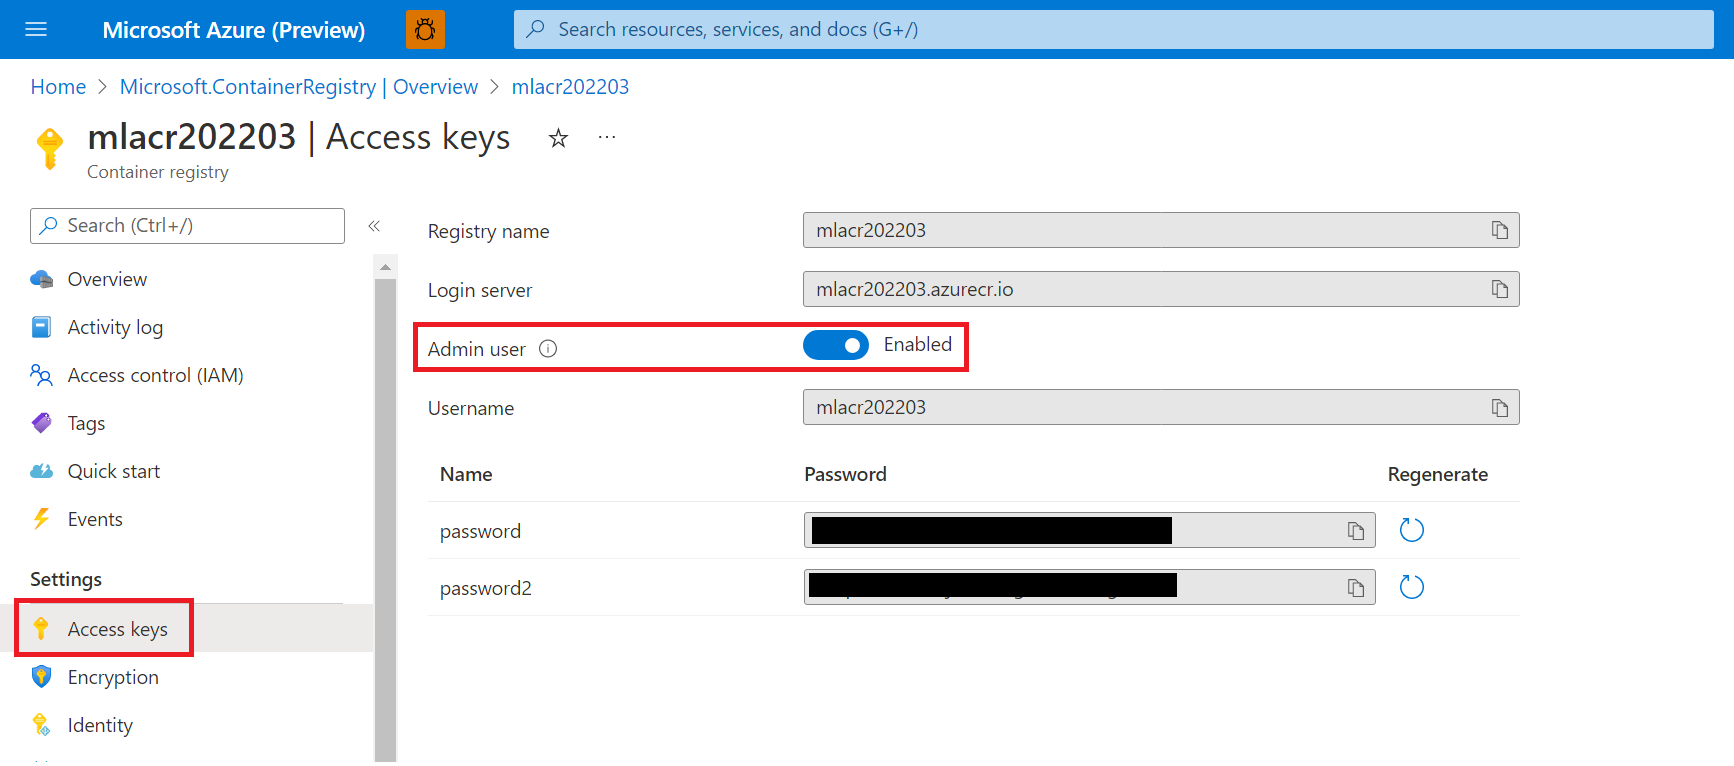 Microsoft Azure (Preview)
Search resources, services, and docs (G+/)
Home > Microsoft.ContainerRegistry | Overview > mlacr202203
mlacr202203 | Access keys
Container registry
Search (Ctrl+/)
Overview
Activity log
Access control (IAM)
Tags
Quick start
Events
Settings
Access keys
Encryption
Identity
Registry name
mlacr202203
Login server
mlacr202203.azurecr.io
Admin user
Enabled
Username
mlacr202203
Name Password Regenerate
password
password2